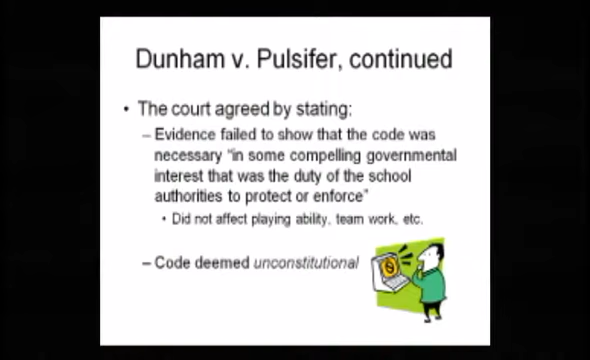 Dunham v. Pulsifer, continued
• The court agreed by stating:
– Evidence failed to show that the code was
necessary "in some compelling governmental
interest that was the duty of the school
authorities to protect or enforce"
• Did not affect playing ability, team work, etc.
– Code deemed unconstitutional